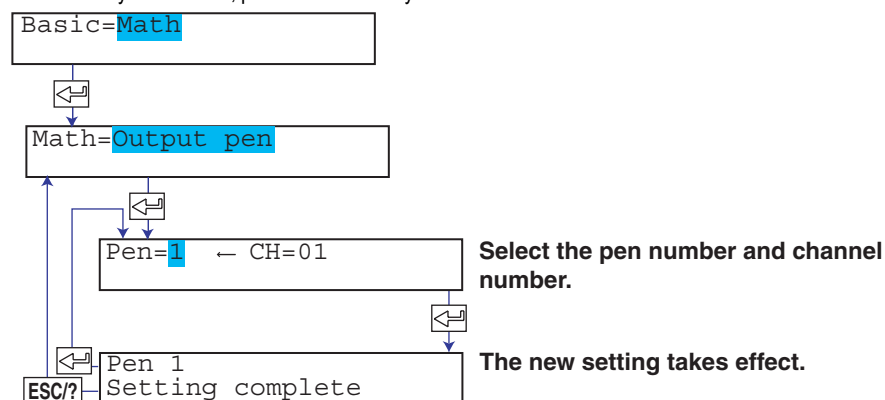 Basic=Math
Math=Output pen
Pen=1 ← CH=01
Select the pen number and channel
number.
Pen 1
Setting complete
The new setting takes effect.
ESC/?